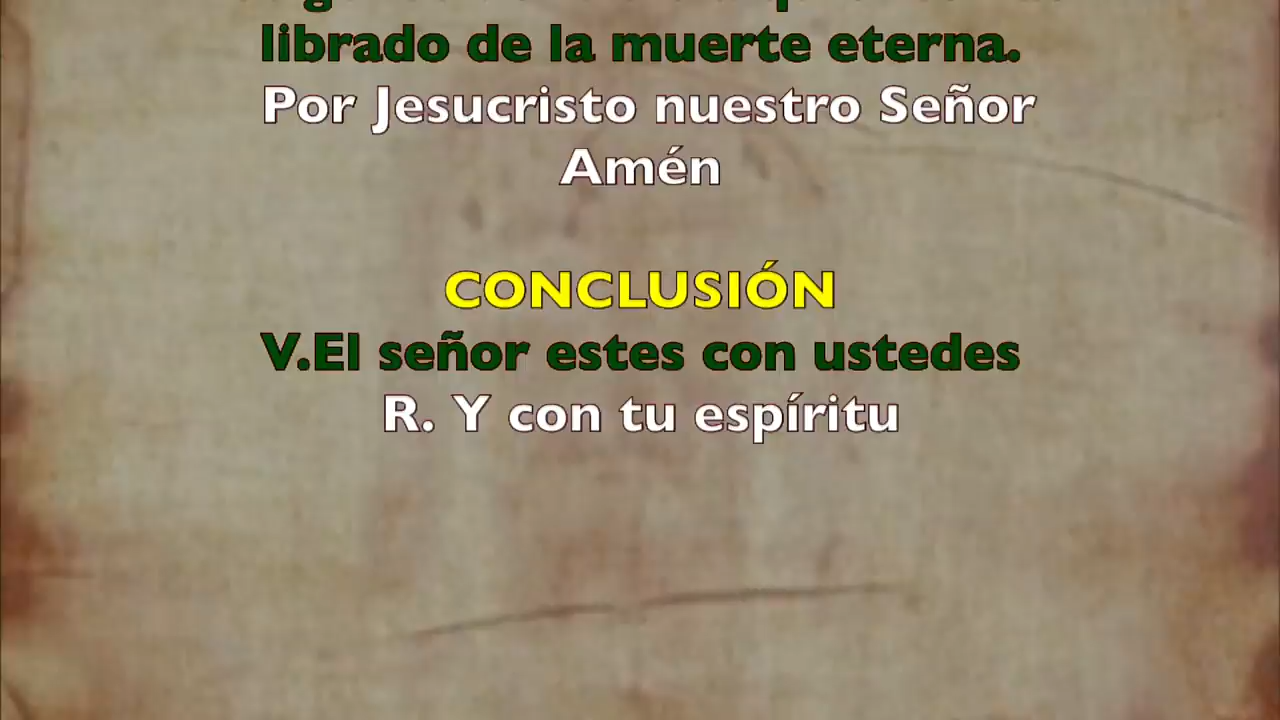 librado de la muerte eterna.
Por Jesucristo nuestro Señor
Amén
CONCLUSIÓN
V.El señor estes con ustedes
R. Y con tu espíritu